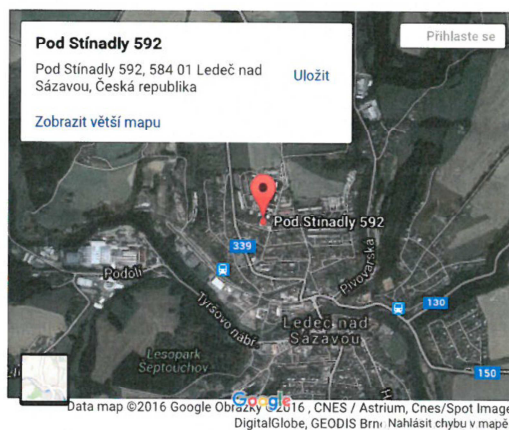 Pod Stínadly 592
Přihlaste se
Pod Stínadly 592, 584 01 Ledeč nad
Sázavou, Česká republika
Uložit
Zobrazit větší mapu
Pod Stínadly 592
339
Podolí
Pivovarská
Tyršovo nábř
130
Ledeč nad
Sázavou
Lesopark
Šeptouchov
150
Google
Data map ©2016 Google Obrázky ©2016 , CNES / Astrium, Cnes/Spot Image
DigitalGlobe, GEODIS Brn
Nahlásit chybu v mapě